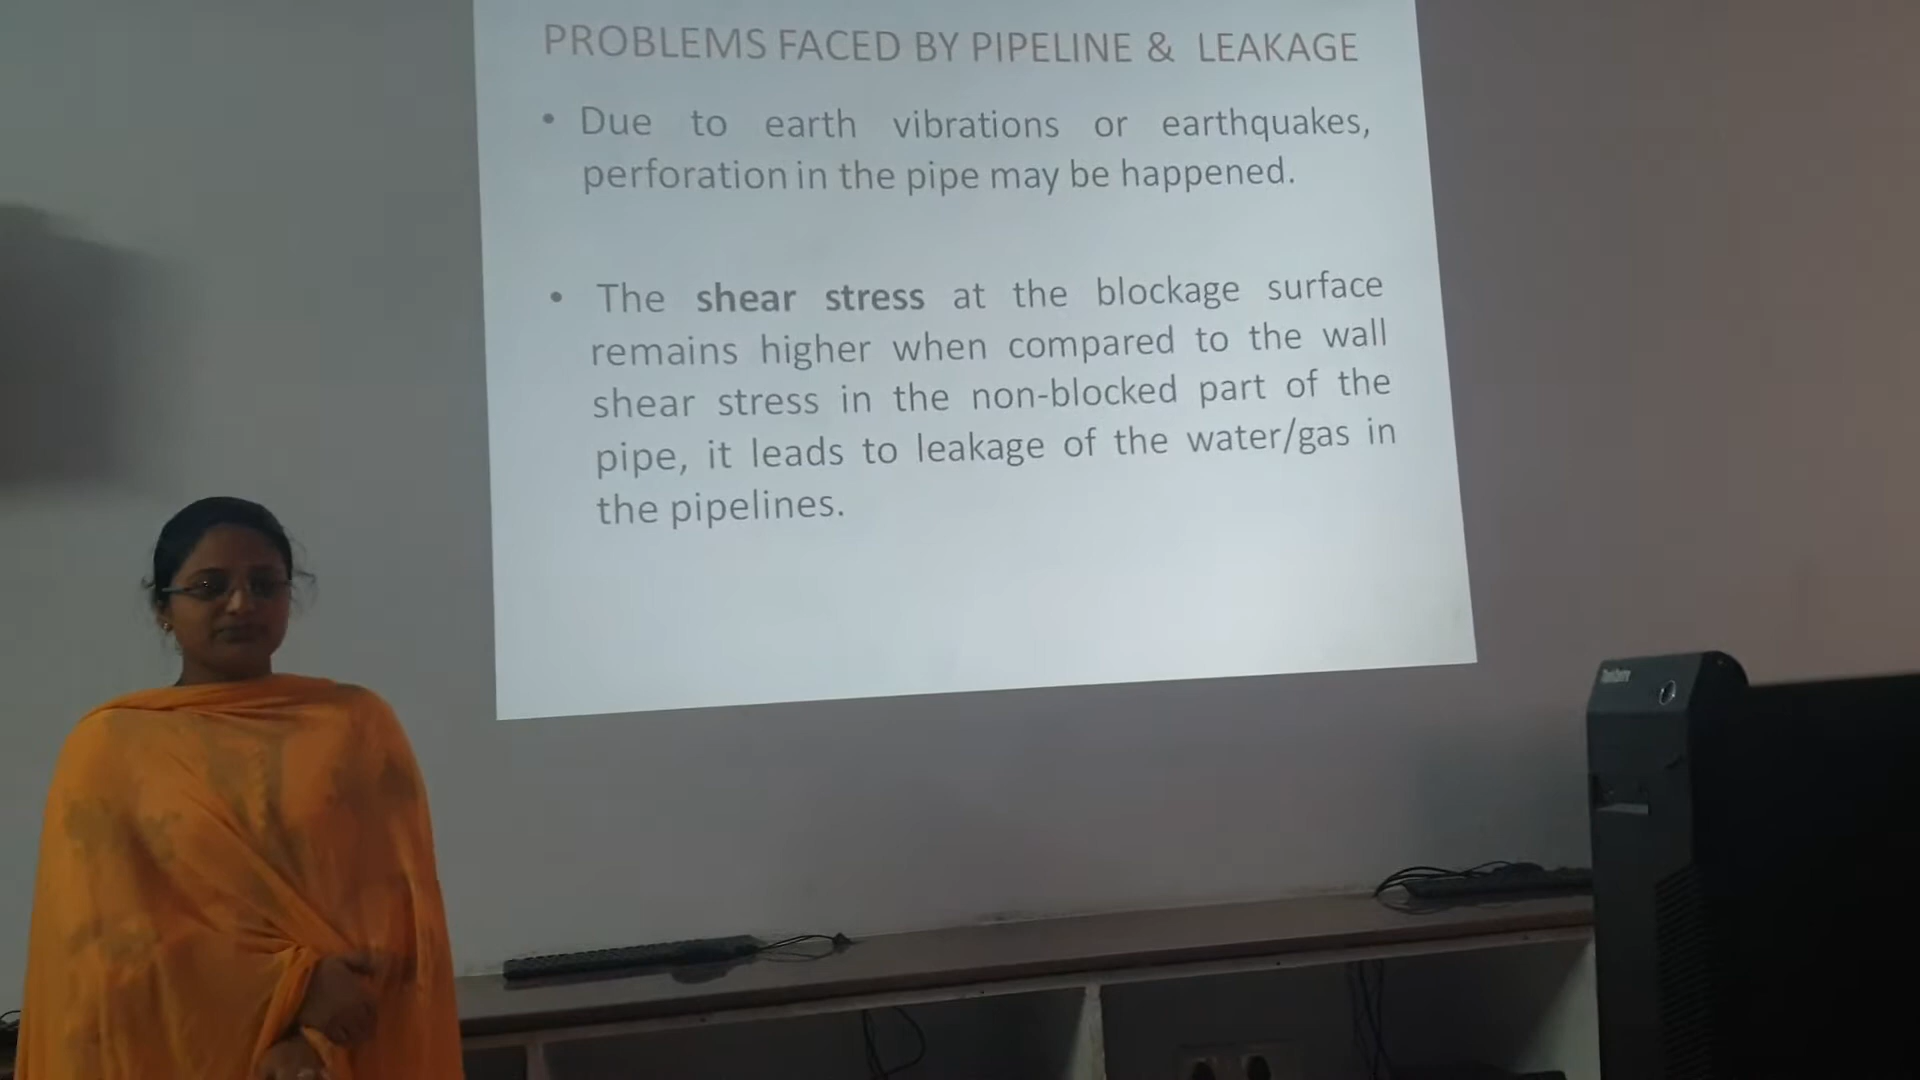 PROBLEMS FACED BY PIPELINE & LEAKAGE
• Due to earth vibrations or earthquakes,
perforation in the pipe may be happened.
• The shear stress at the blockage surface
remains higher when compared to the wall
shear stress in the non-blocked part of the
pipe, it leads to leakage of the water/gas in
the pipelines.